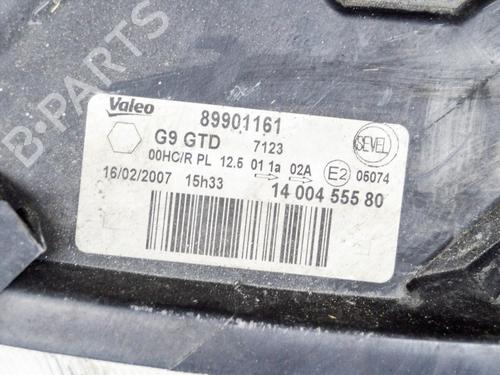 B-PARTS
Valeo 89901161
G9 GTD 7123 SEVEL
00HC/R PL 12.5 01 1a 02A E2 05074
16/02/2007 15h33 14 004 555 80